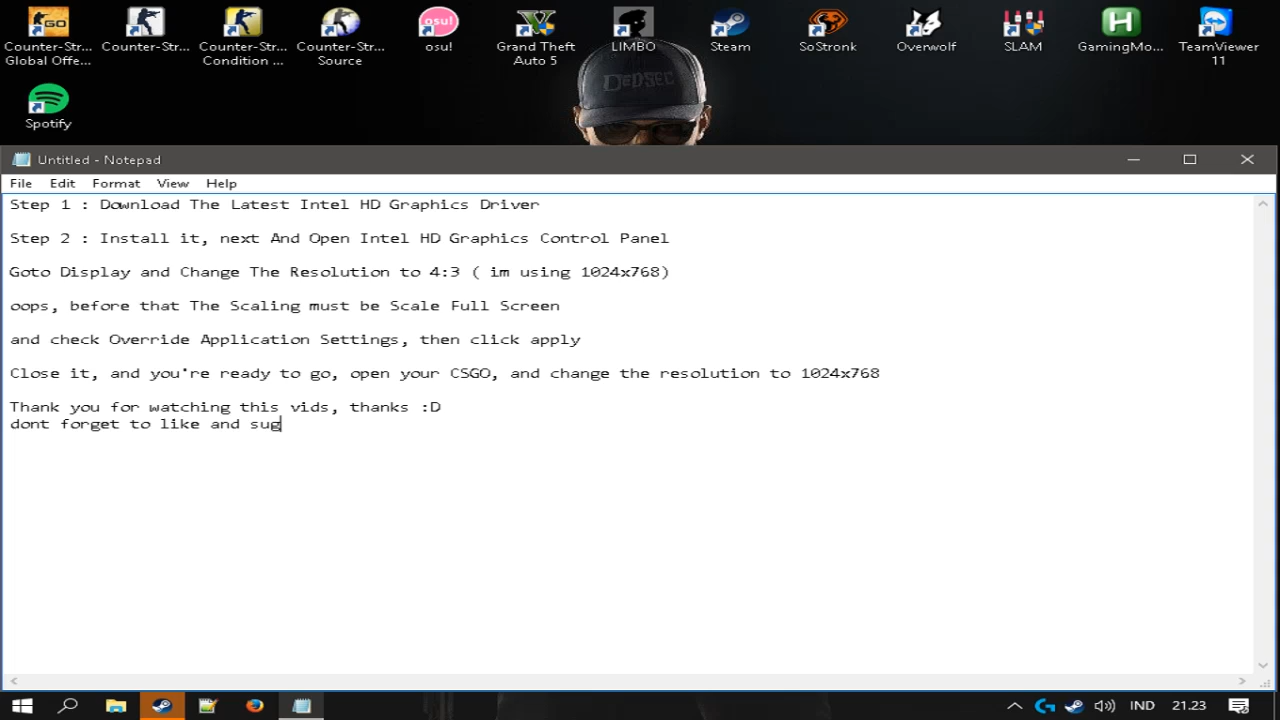 Counter-Str... Counter-Str... Counter-Str... Counter-Str... osu! Grand Theft LIMBO Steam SoStronk Overwolf SLAM GamingMo... TeamViewer
Global Offe... Condition ... Source Auto 5 11
GO
DEDSEC
Spotify
Untitled - Notepad
File Edit Format View Help
Step 1 : Download The Latest Intel HD Graphics Driver
Step 2 : Install it, next And Open Intel HD Graphics Control Panel
Goto Display and Change The Resolution to 4:3 ( im using 1024x768)
oops, before that The Scaling must be Scale Full Screen
and check Override Application Settings, then click apply
Close it, and you're ready to go, open your CSGO, and change the resolution to 1024x768
Thank you for watching this vids, thanks :D
dont forget to like and sug
IND 21.23